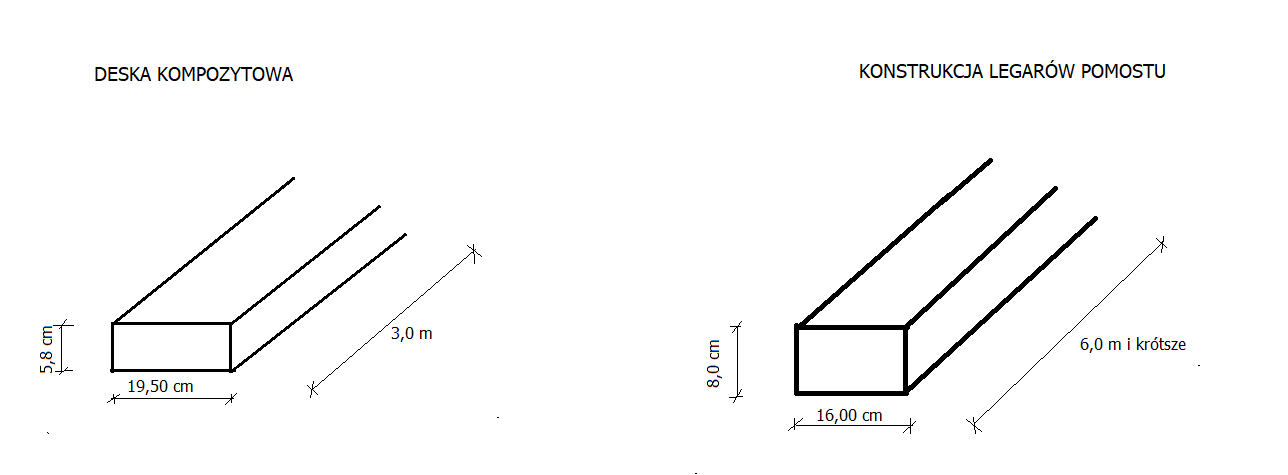 DESKA KOMPOZYTOWA
5,8 cm
19,50 cm
3,0 m
KONSTRUKCJA LEGARÓW POMOSTU
8,0 cm
16,00 cm
6,0 m i krótsze